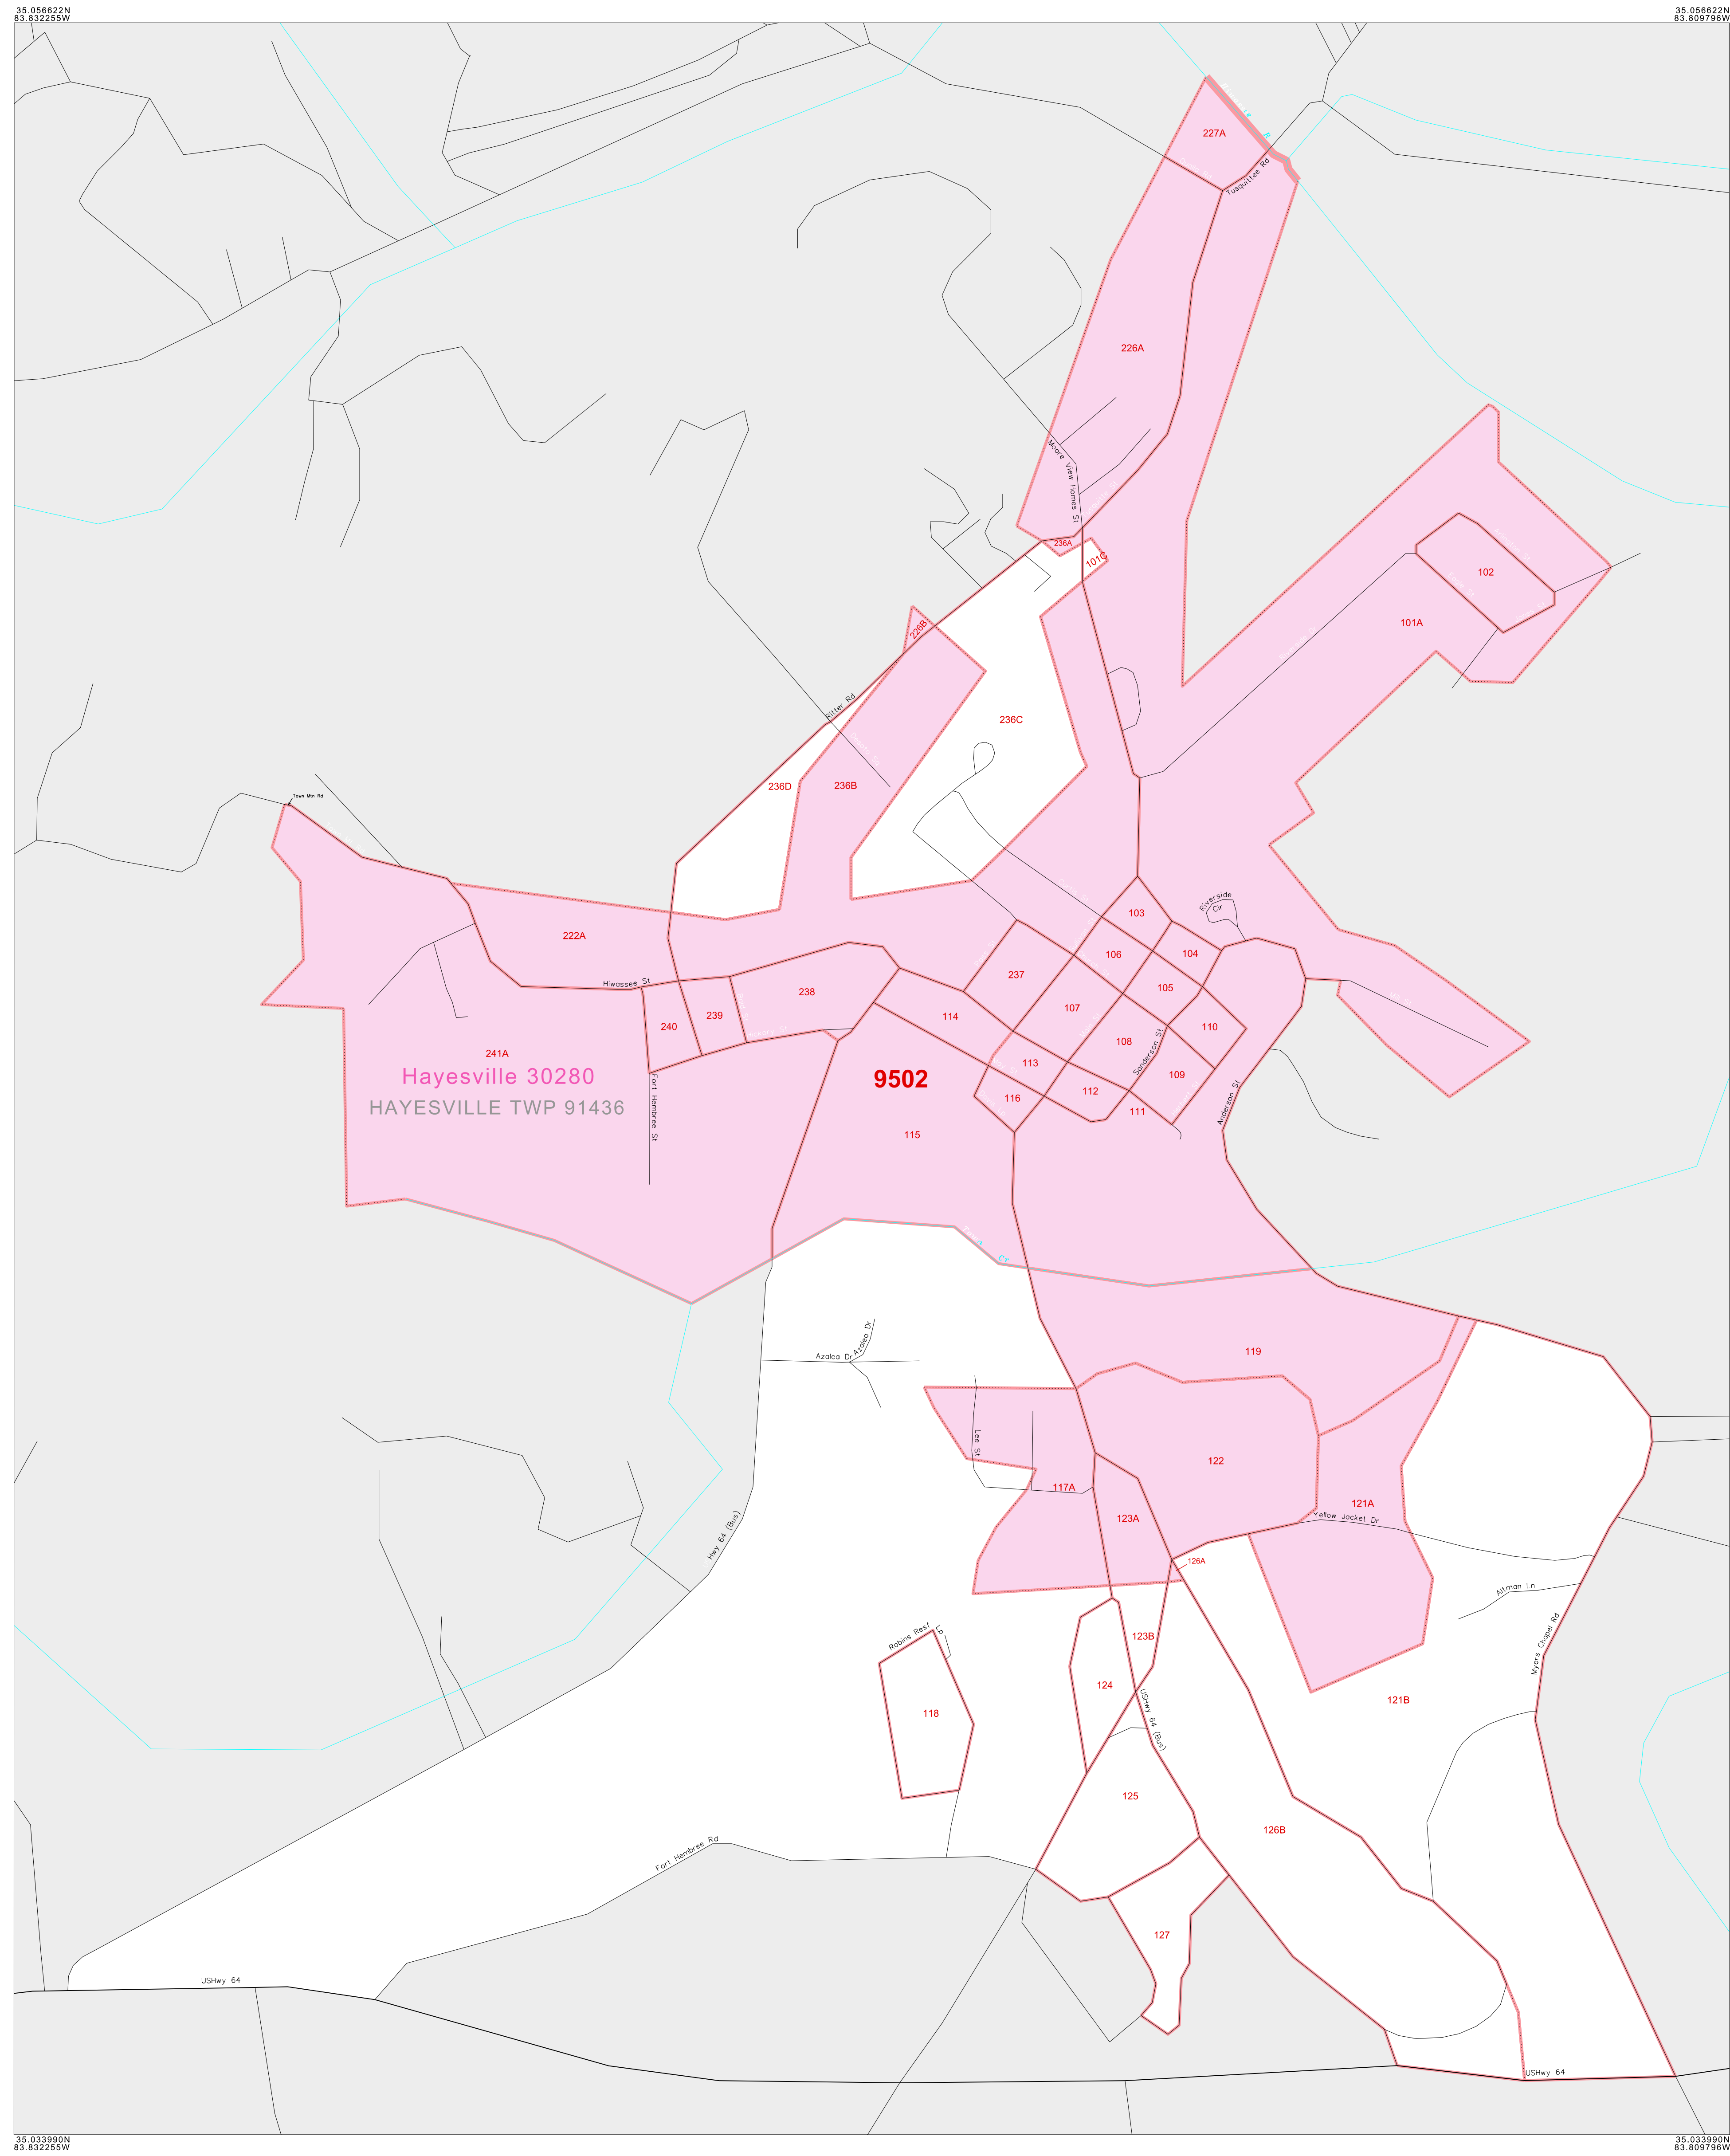 35.056622N
83.832255W
35.056622N
83.809796W
227A
Tusquittee Rd
226A
Moore View Homes St
236A
101C
102
101A
226B
Ritter Rd
236C
236D
236B
Town Mtn Rd
Riverside
Cir
103
104
106
222A
237
Hiwassee St
238
105
107
114
239
240
110
108
Sanderson St
241A
113
109
9502
Hayesville 30280
112
116
HAYESVILLE TWP 91436
111
Anderson St
Fort Hembree St
115
Cr
Azalea Dr
Azalea Dr
119
Lee St
122
117A
121A
123A
Yellow Jacket Dr
Hwy 64 (Bus)
126A
Altman Ln
Robins Rest
Lp
123B
Myers Chapel Rd
124
121B
118
USHwy 64 (Bus)
125
126B
Fort Hembree Rd
127
USHwy 64
USHwy 64
35.033990N
83.832255W
35.033990N
83.809796W